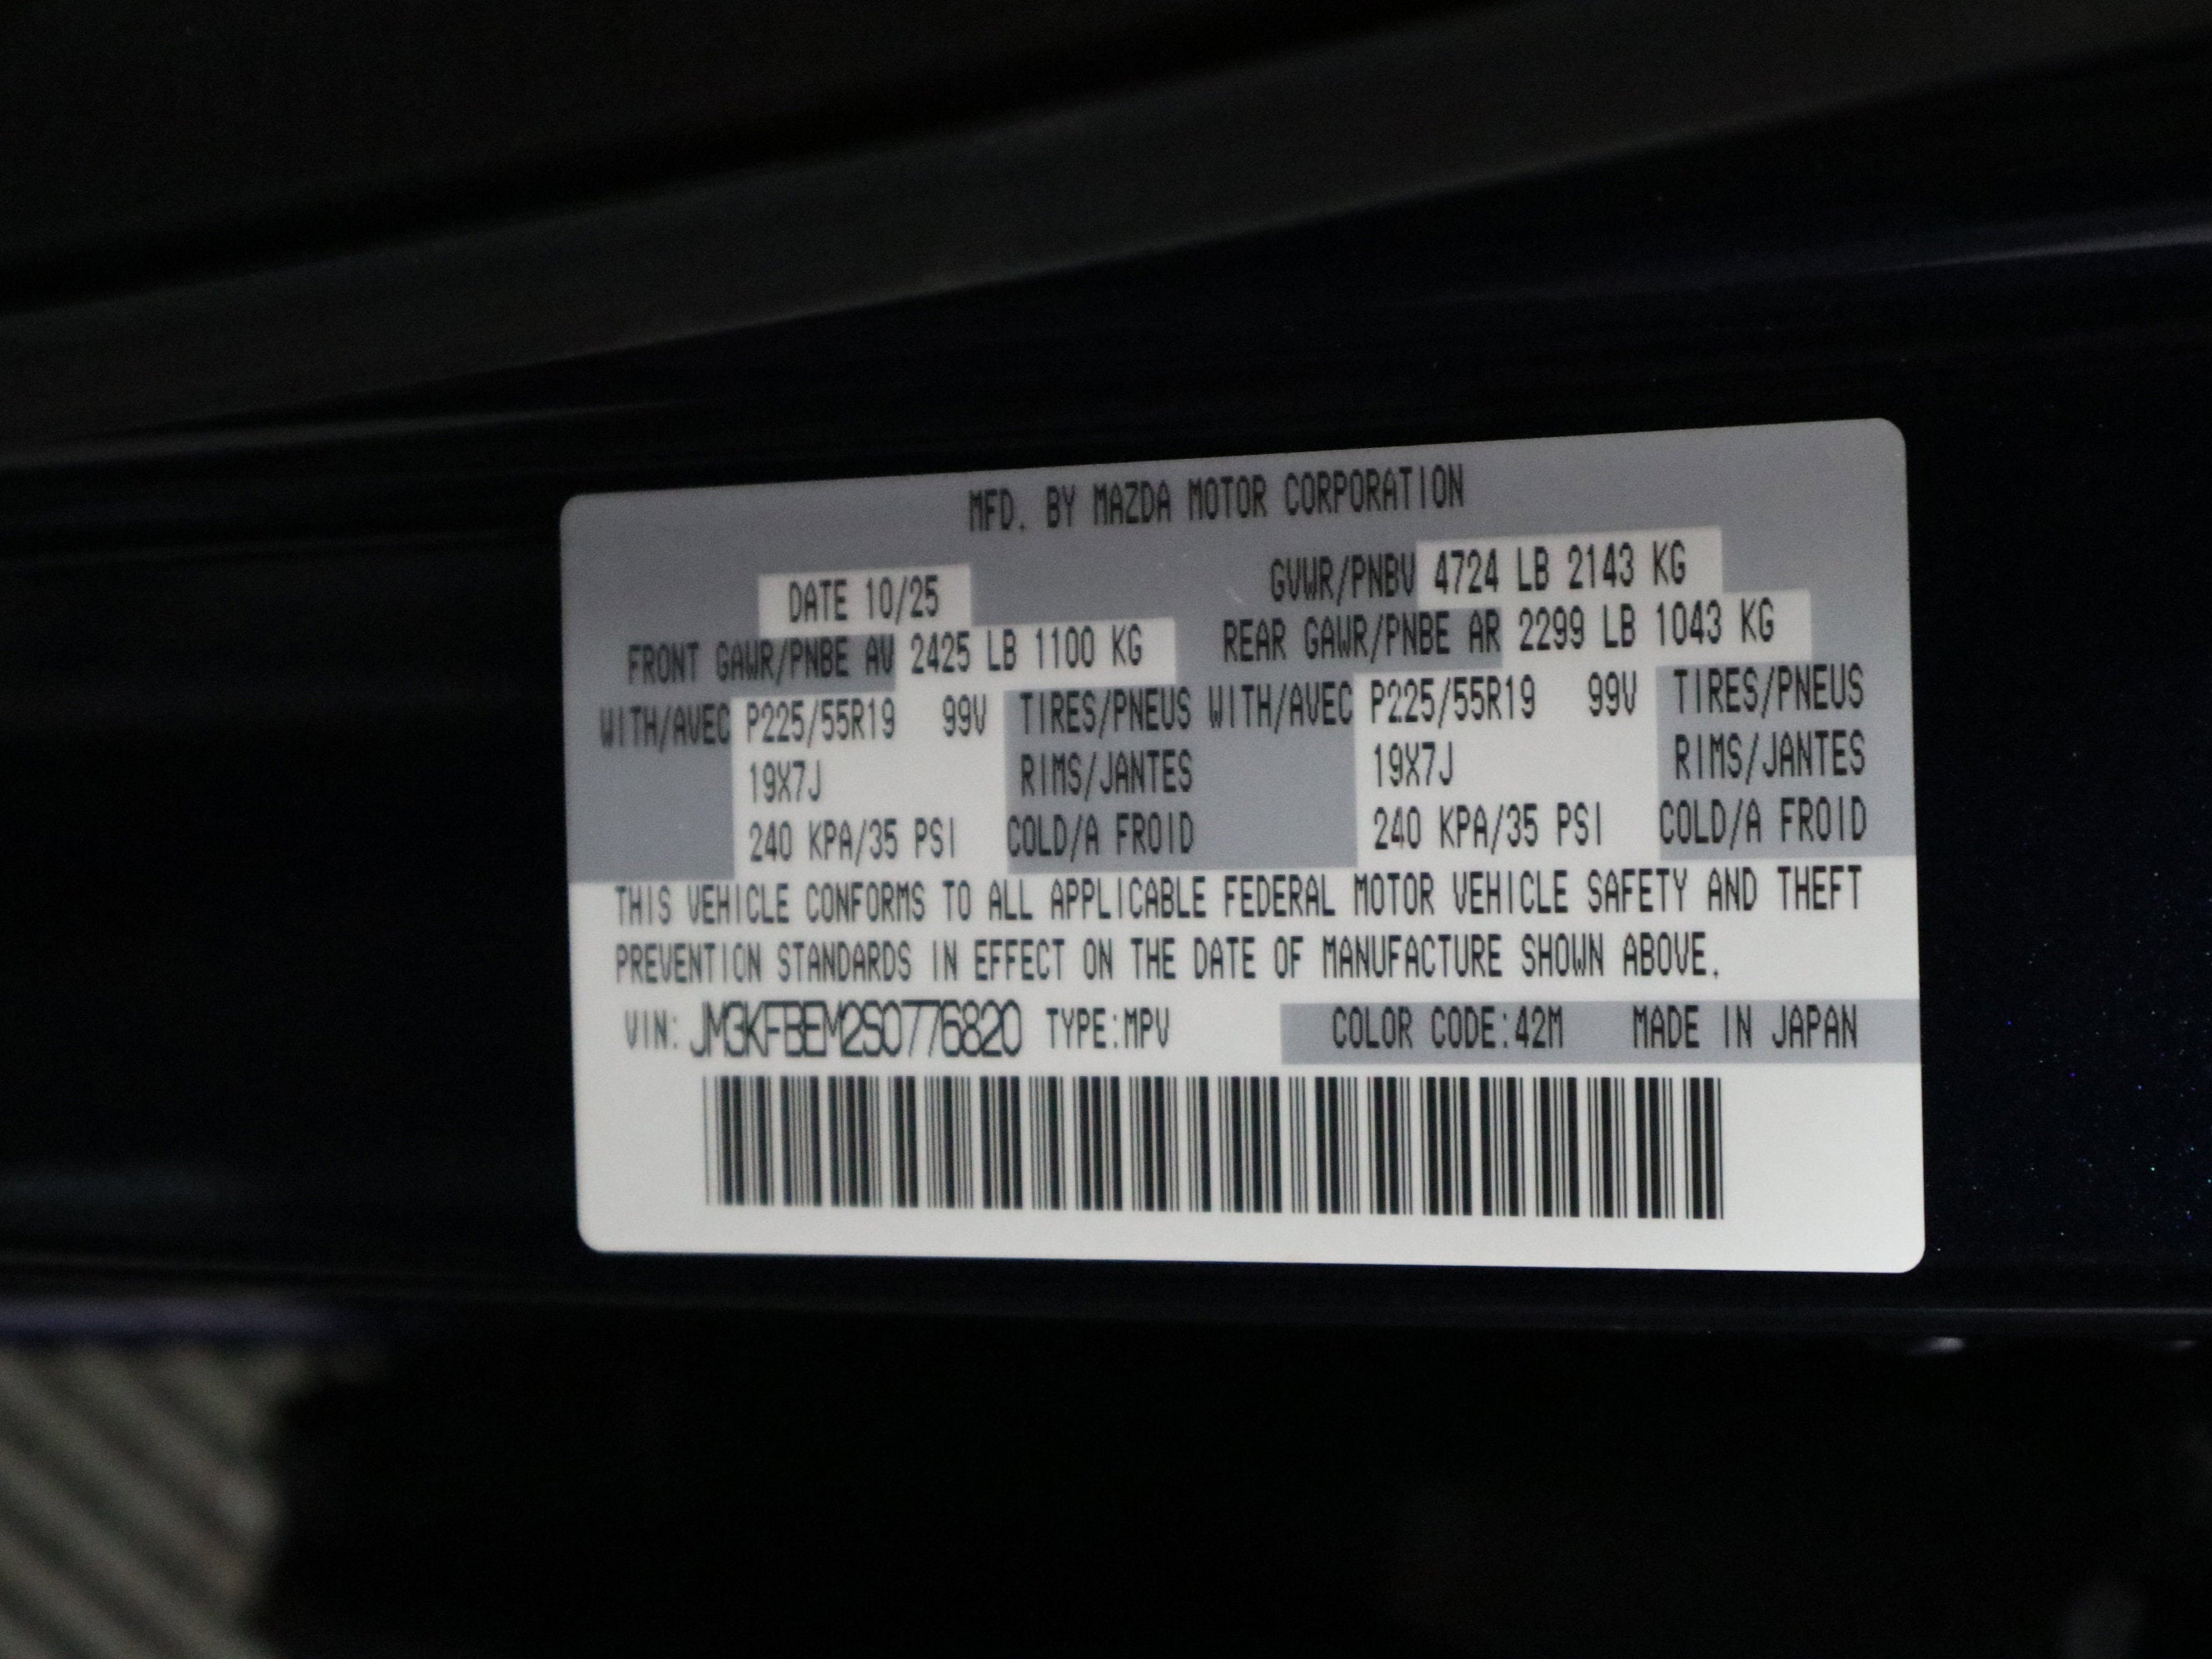 MFD. BY MAZDA MOTOR CORPORATION
DATE 10/25 GVWR/PNBV 4724 LB 2143 KG
FRONT GAWR/PNBE AV 2425 LB 1100 KG REAR GAWR/PNBE AR 2299 LB 1043 KG
WITH/AVEC P225/55R19 99V TIRES/PNEUS WITH/AVEC P225/55R19 99V TIRES/PNEUS
19X7J RIMS/JANTES 19X7J RIMS/JANTES
240 KPA/35 PSI COLD/A FROID 240 KPA/35 PSI COLD/A FROID
THIS VEHICLE CONFORMS TO ALL APPLICABLE FEDERAL MOTOR VEHICLE SAFETY AND THEFT
PREVENTION STANDARDS IN EFFECT ON THE DATE OF MANUFACTURE SHOWN ABOVE.
VIN: JM3KFBEM2S0776820 TYPE:MPV COLOR CODE:42M MADE IN JAPAN